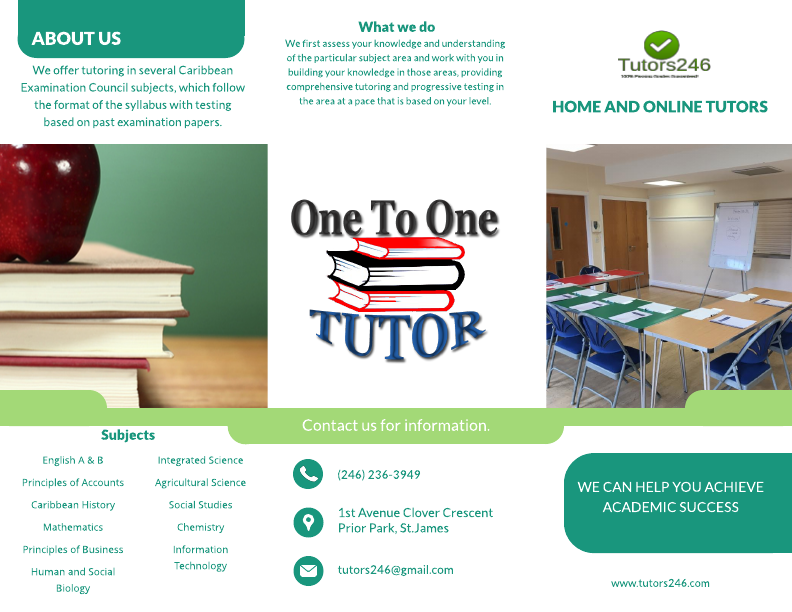 ABOUT US
We offer tutoring in several Caribbean
Examination Council subjects, which follow
the format of the syllabus with testing
based on past examination papers.
What we do
We first assess your knowledge and understanding
of the particular subject area and work with you in
building your knowledge in those areas, providing
comprehensive tutoring and progressive testing in
the area at a pace that is based on your level.
Tutors246
HOME AND ONLINE TUTORS
One To One
TUTOR
Subjects
English A & B
Principles of Accounts
Caribbean History
Mathematics
Principles of Business
Human and Social
Biology
Integrated Science
Agricultural Science
Social Studies
Chemistry
Information
Technology
Contact us for information.
(246) 236-3949
1st Avenue Clover Crescent
Prior Park, St.James
tutors246@gmail.com
WE CAN HELP YOU ACHIEVE
ACADEMIC SUCCESS
www.tutors246.com